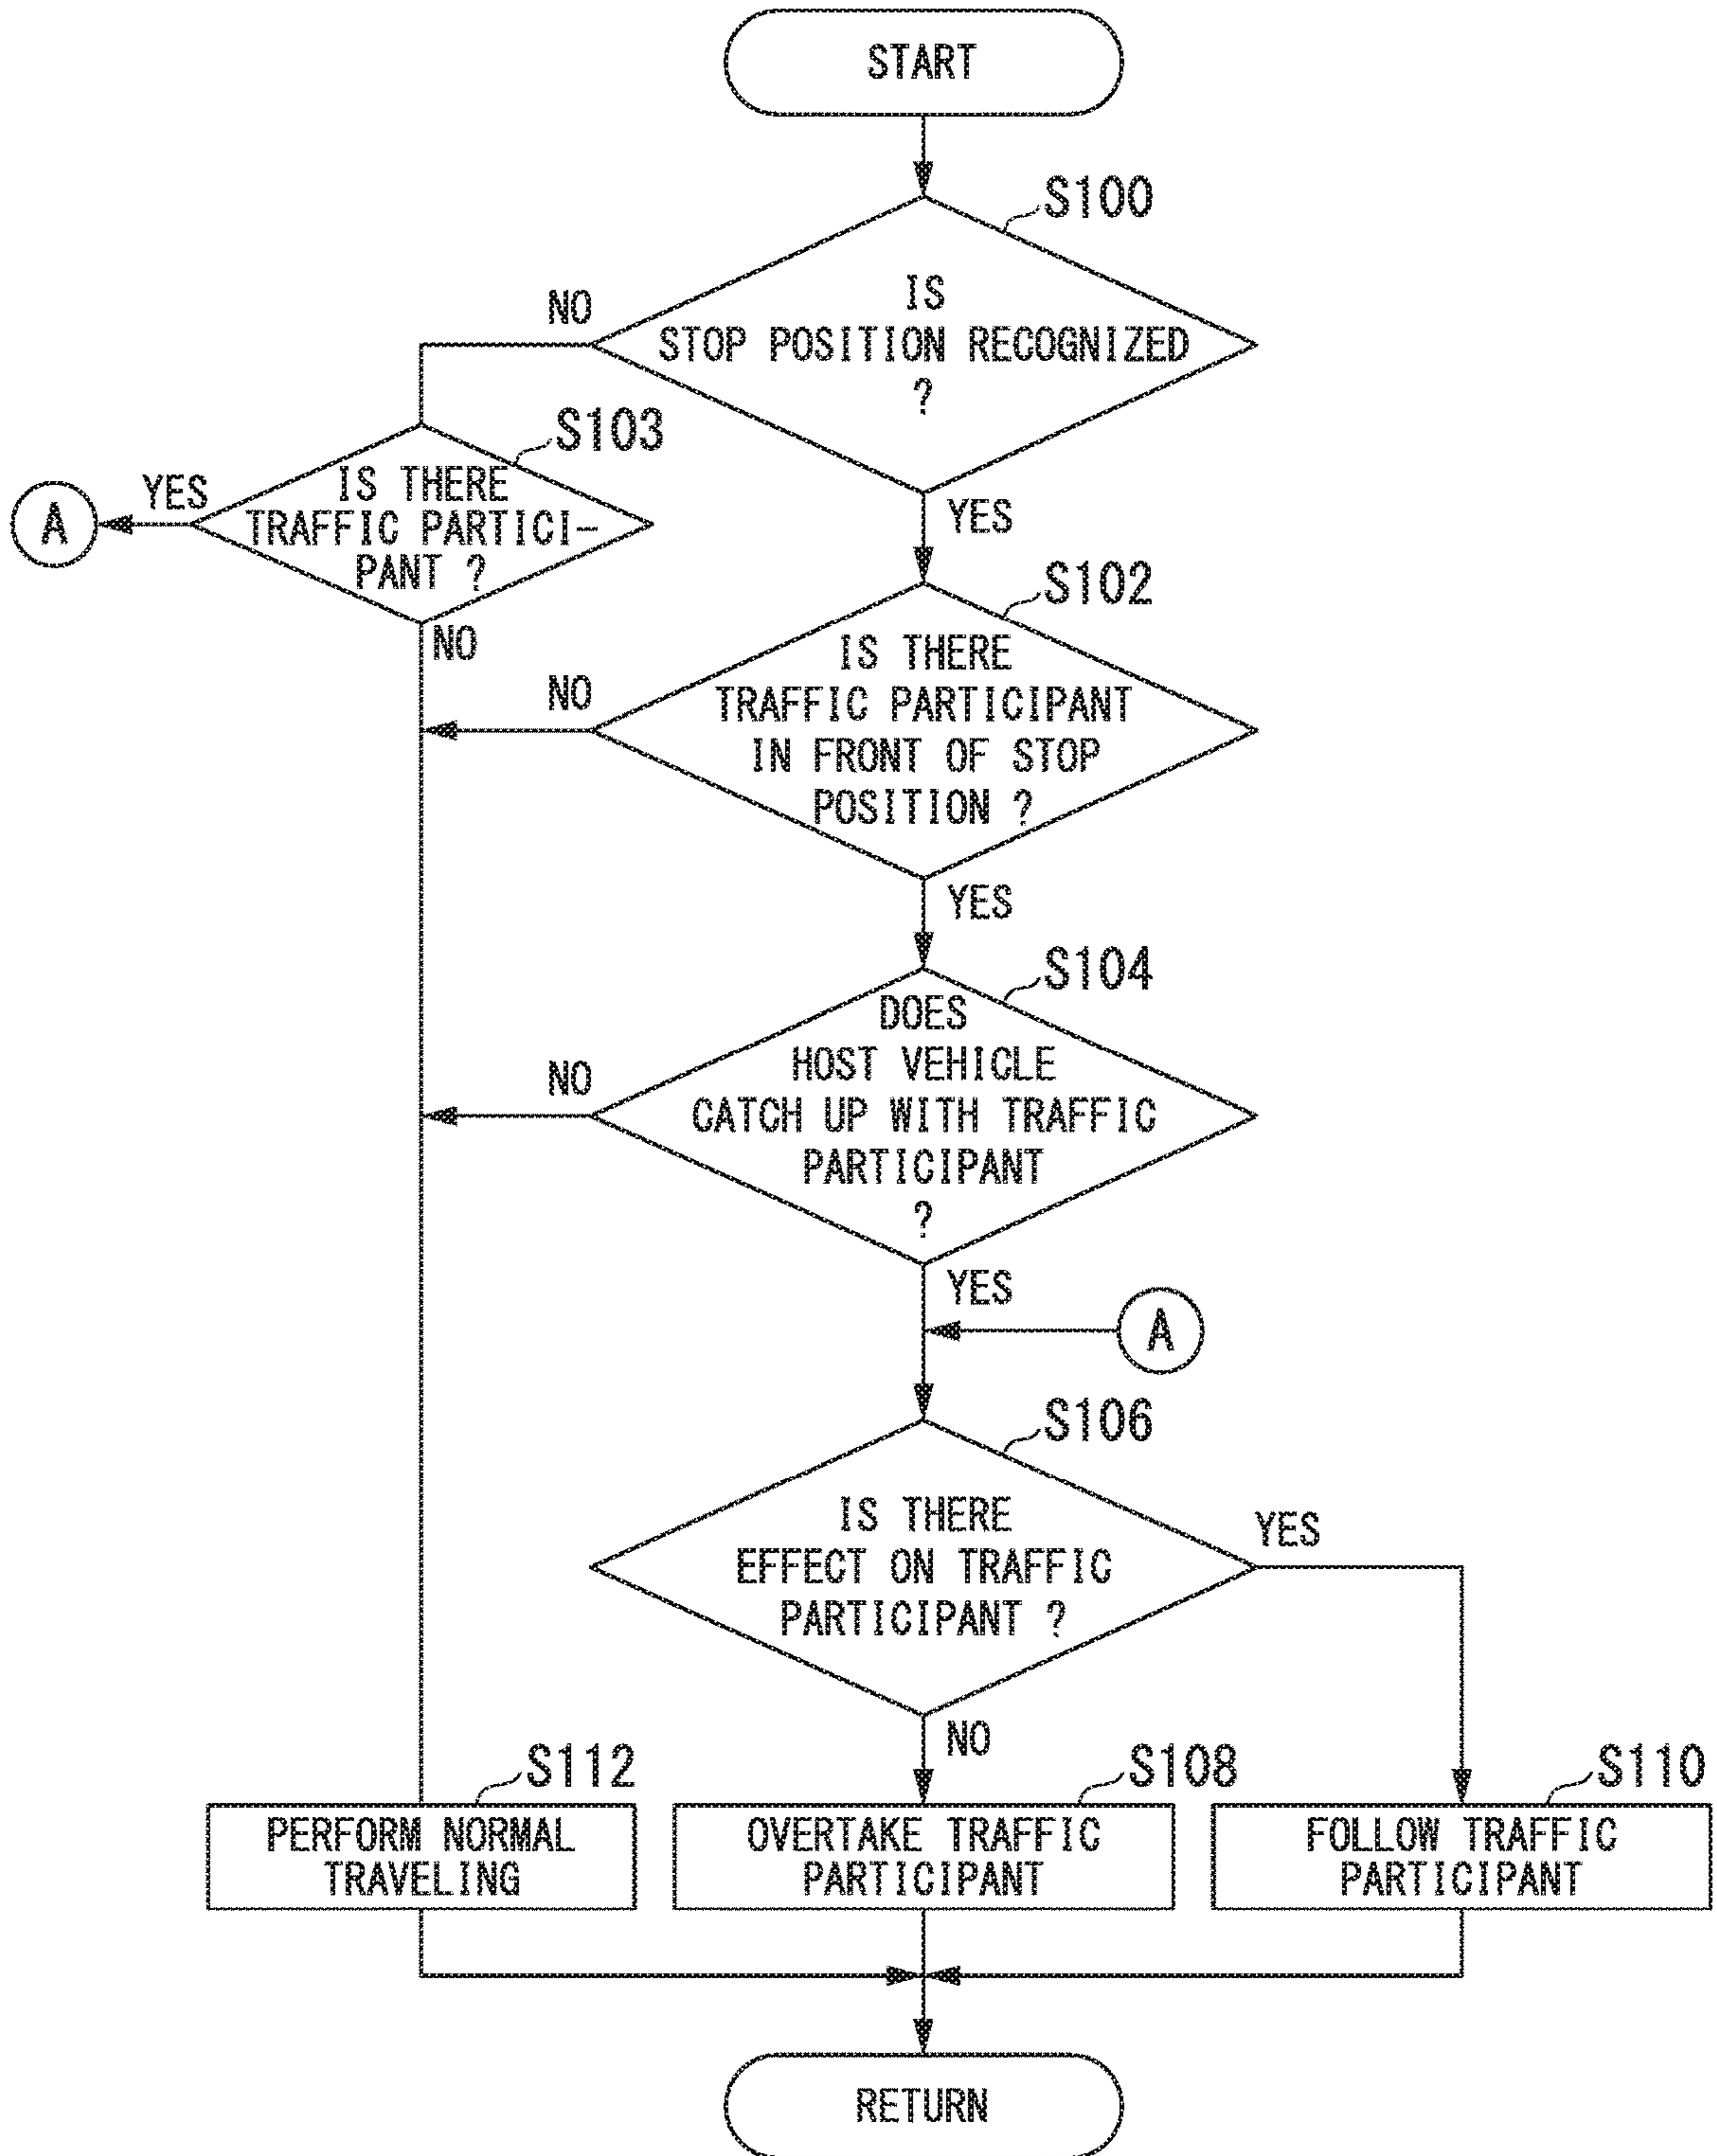 START
S100
NO
IS
STOP POSITION RECOGNIZED
?
S103
YES
A
IS THERE
TRAFFIC PARTICI-
PANT ?
NO
YES
S102
NO
IS THERE
TRAFFIC PARTICIPANT
IN FRONT OF STOP
POSITION ?
YES
S104
NO
DOES
HOST VEHICLE
CATCH UP WITH TRAFFIC
PARTICIPANT
?
YES
A
S106
IS THERE
EFFECT ON TRAFFIC
PARTICIPANT ?
YES
NO
S112
PERFORM NORMAL
TRAVELING
S108
OVERTAKE TRAFFIC
PARTICIPANT
S110
FOLLOW TRAFFIC
PARTICIPANT
RETURN